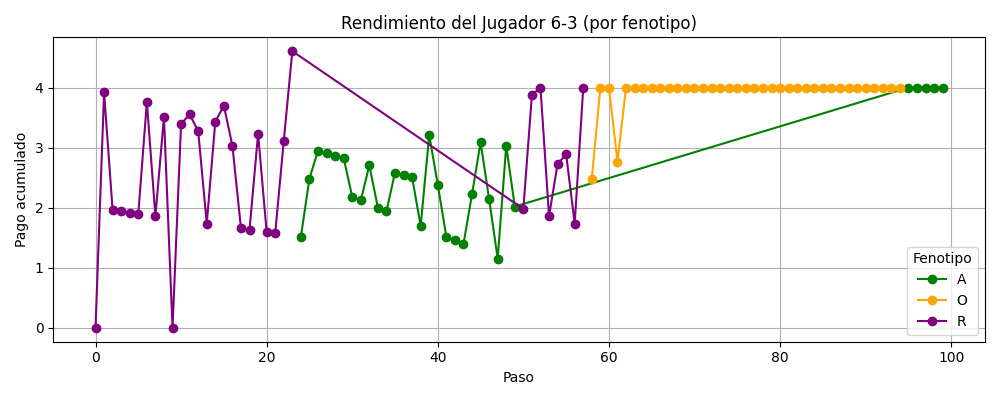 Rendimiento del Jugador 6-3 (por fenotipo)
Pago acumulado
4
3
2
1
0
0 20 40 60 80 100
Paso
Fenotipo
A
O
R